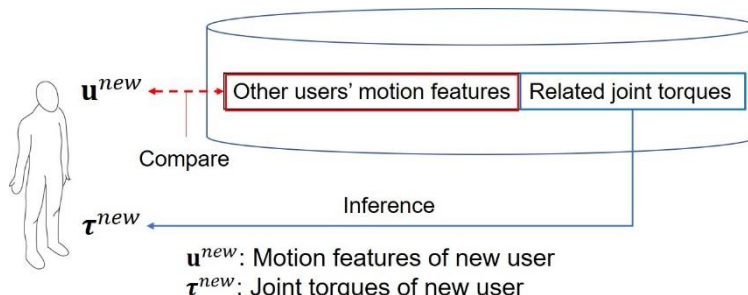 u^new Other users' motion features Related joint torques
Compare
Inference
τ^new
u^new: Motion features of new user
τ^new: Joint torques of new user